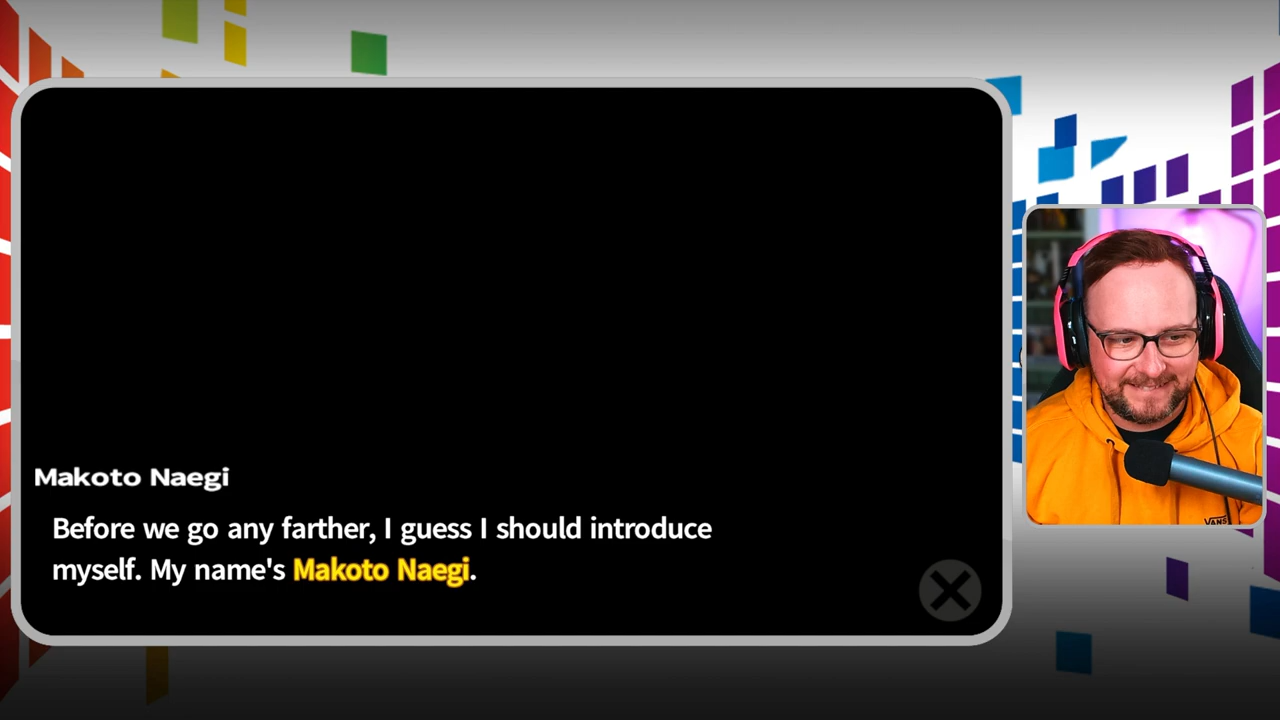 Makoto Naegi
Before we go any farther, I guess I should introduce
myself. My name's Makoto Naegi.
VANS